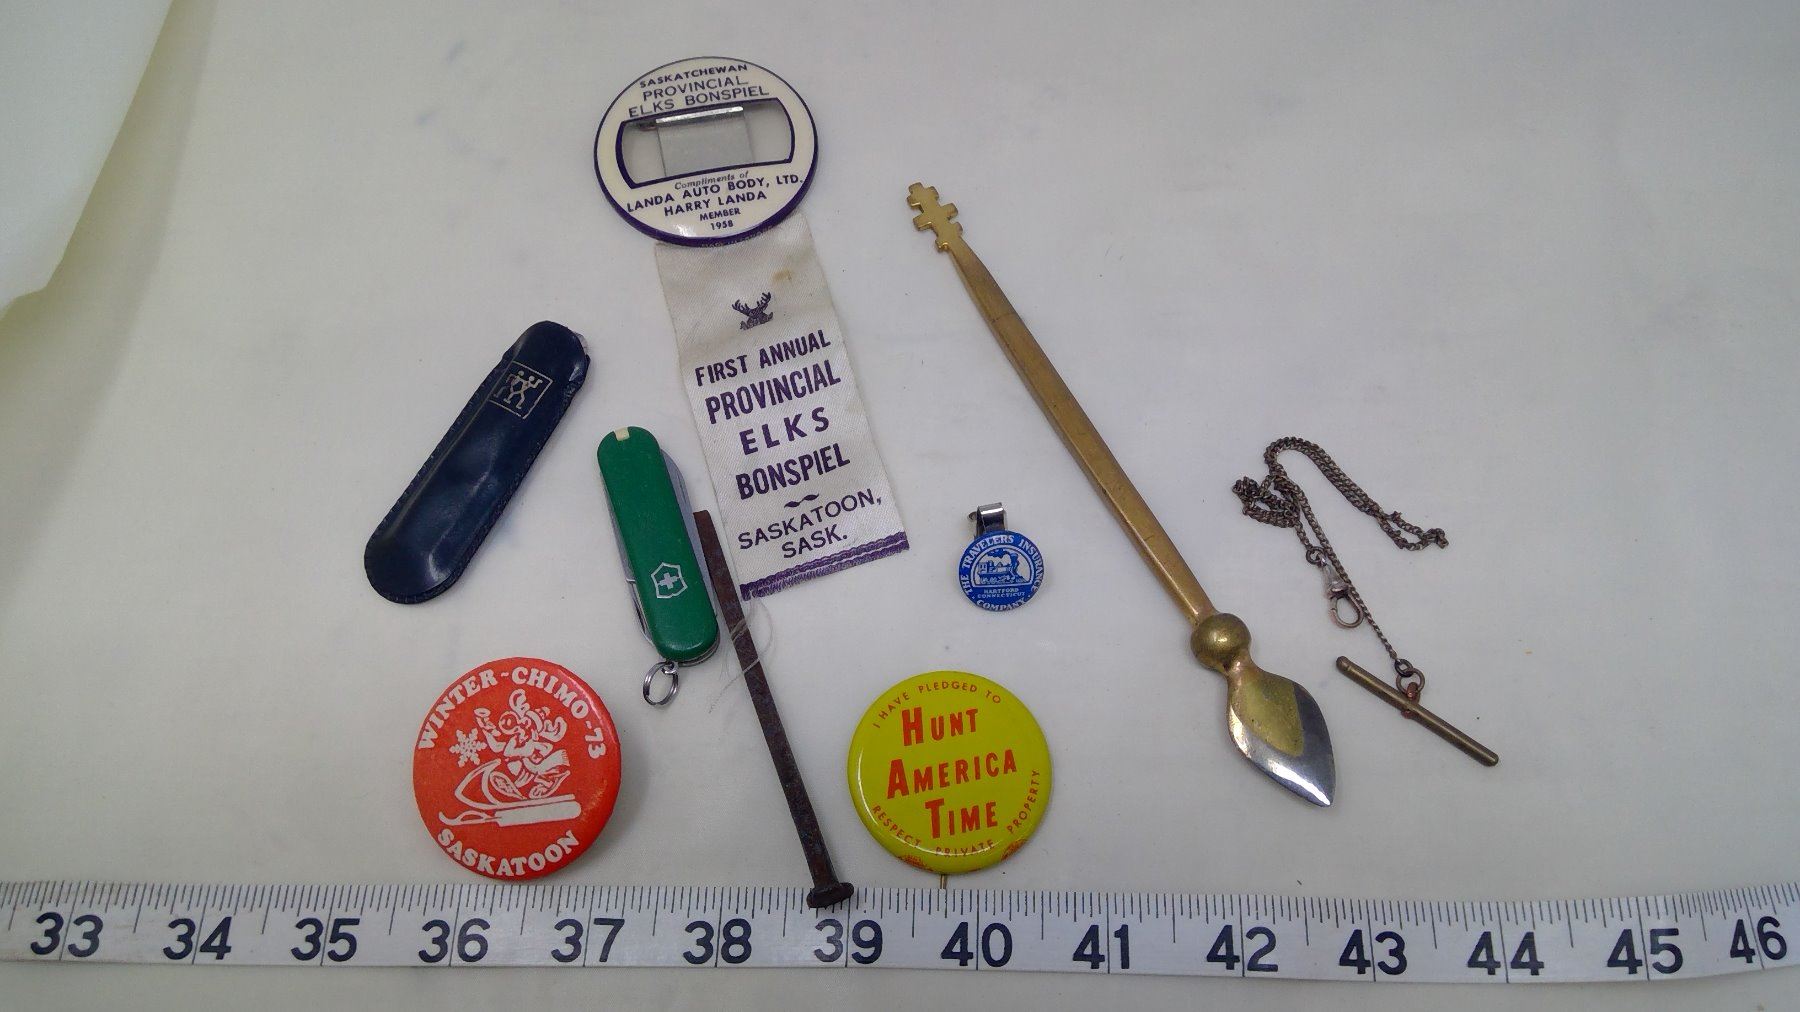 SASKATCHEWAN
PROVINCIAL
ELKS BONSPIEL
Compliments of
LANDA AUTO BODY, LTD.
HARRY LANDA
MEMBER
1958
FIRST ANNUAL
PROVINCIAL
ELKS
BONSPIEL
SASKATOON,
SASK.
THE TRAVELERS INSURANCE
HARTFORD
CONNECTICUT
COMPANY
WINTER-CHIMO-73
SASKATOON
I HAVE PLEDGED TO
HUNT
AMERICA
TIME
RESPECT PRIVATE PROPERTY
33 34 35 36 37 38 39 40 41 42 43 44 45 46